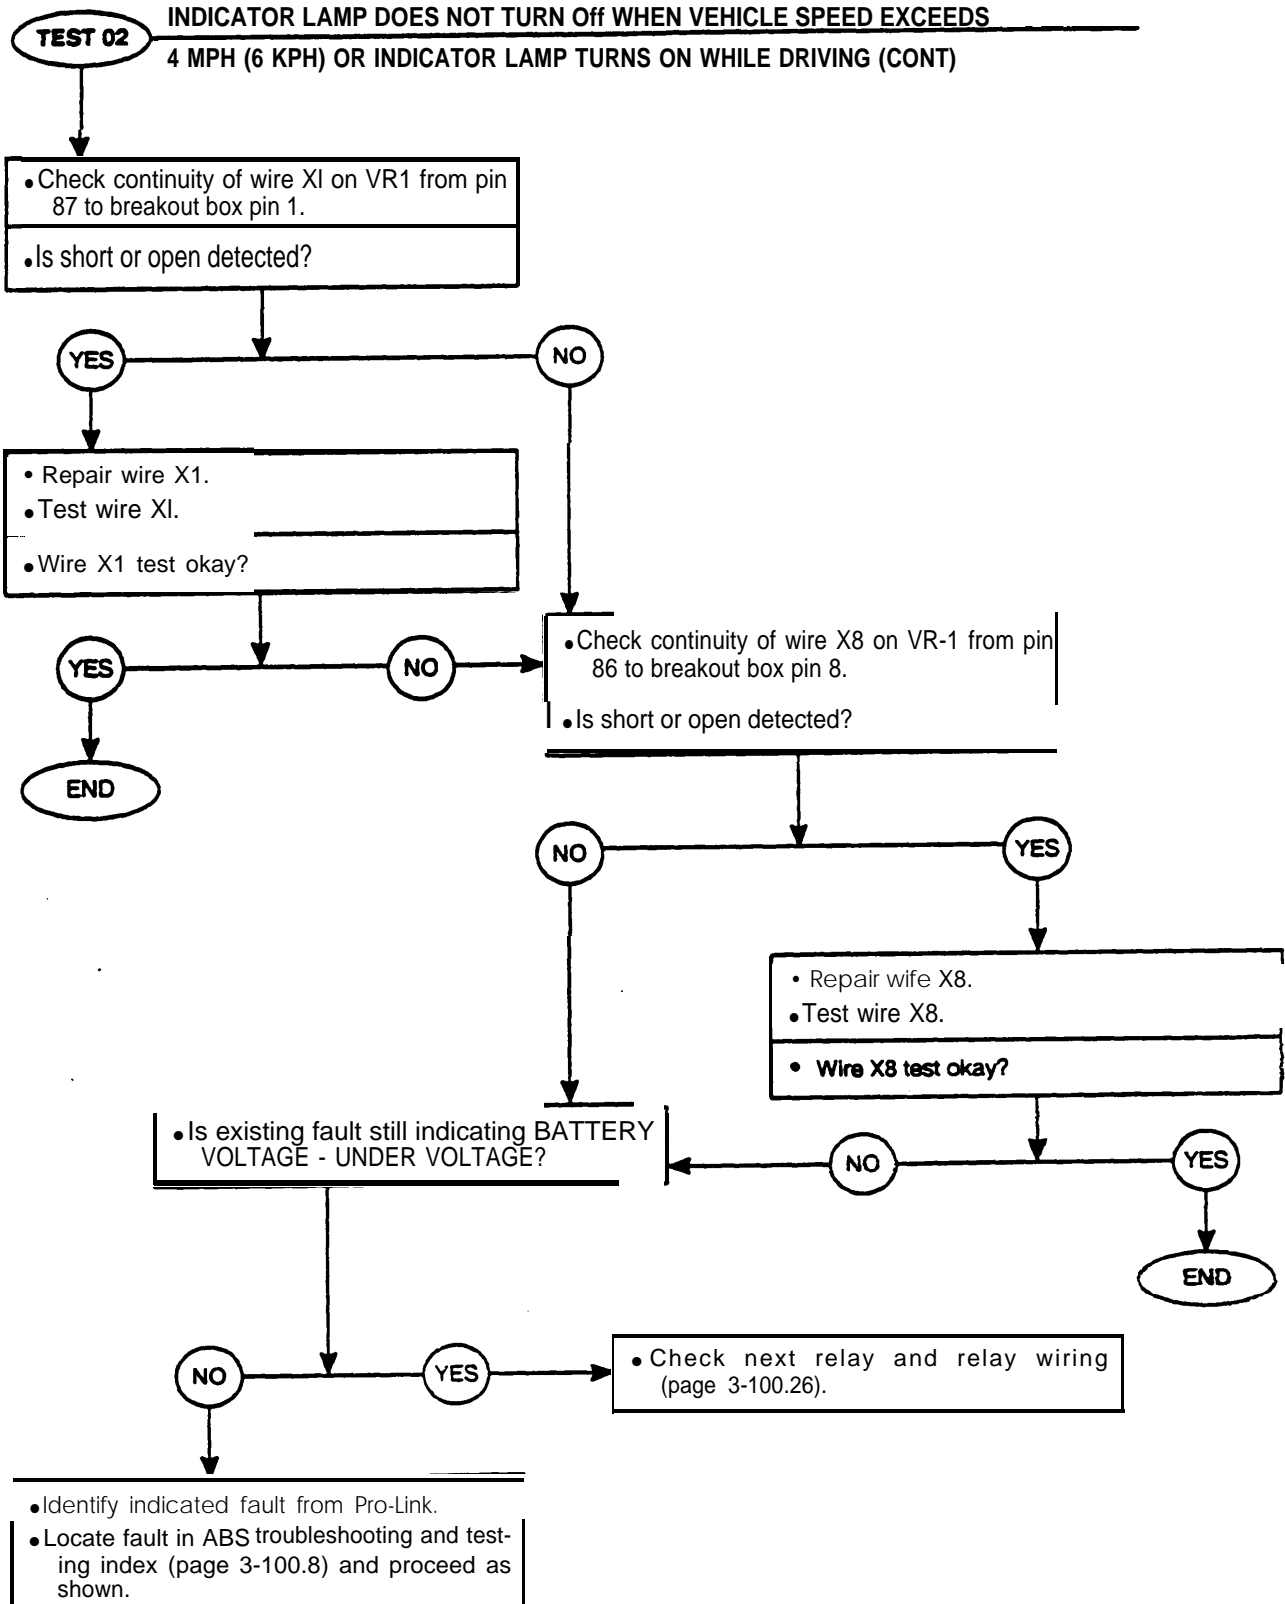 TEST 02
INDICATOR LAMP DOES NOT TURN Off WHEN VEHICLE SPEED EXCEEDS
4 MPH (6 KPH) OR INDICATOR LAMP TURNS ON WHILE DRIVING (CONT)
• Check continuity of wire XI on VR1 from pin
87 to breakout box pin 1.
• Is short or open detected?
YES
NO
• Repair wire X1.
• Test wire XI.
• Wire X1 test okay?
YES
NO
• Check continuity of wire X8 on VR-1 from pin
86 to breakout box pin 8.
• Is short or open detected?
END
NO
YES
• Repair wife X8.
• Test wire X8.
• Wire X8 test okay?
• Is existing fault still indicating BATTERY
VOLTAGE - UNDER VOLTAGE?
NO
YES
END
NO
YES
• Check next relay and relay wiring
(page 3-100.26).
• Identify indicated fault from Pro-Link.
• Locate fault in ABS troubleshooting and test-
ing index (page 3-100.8) and proceed as
shown.